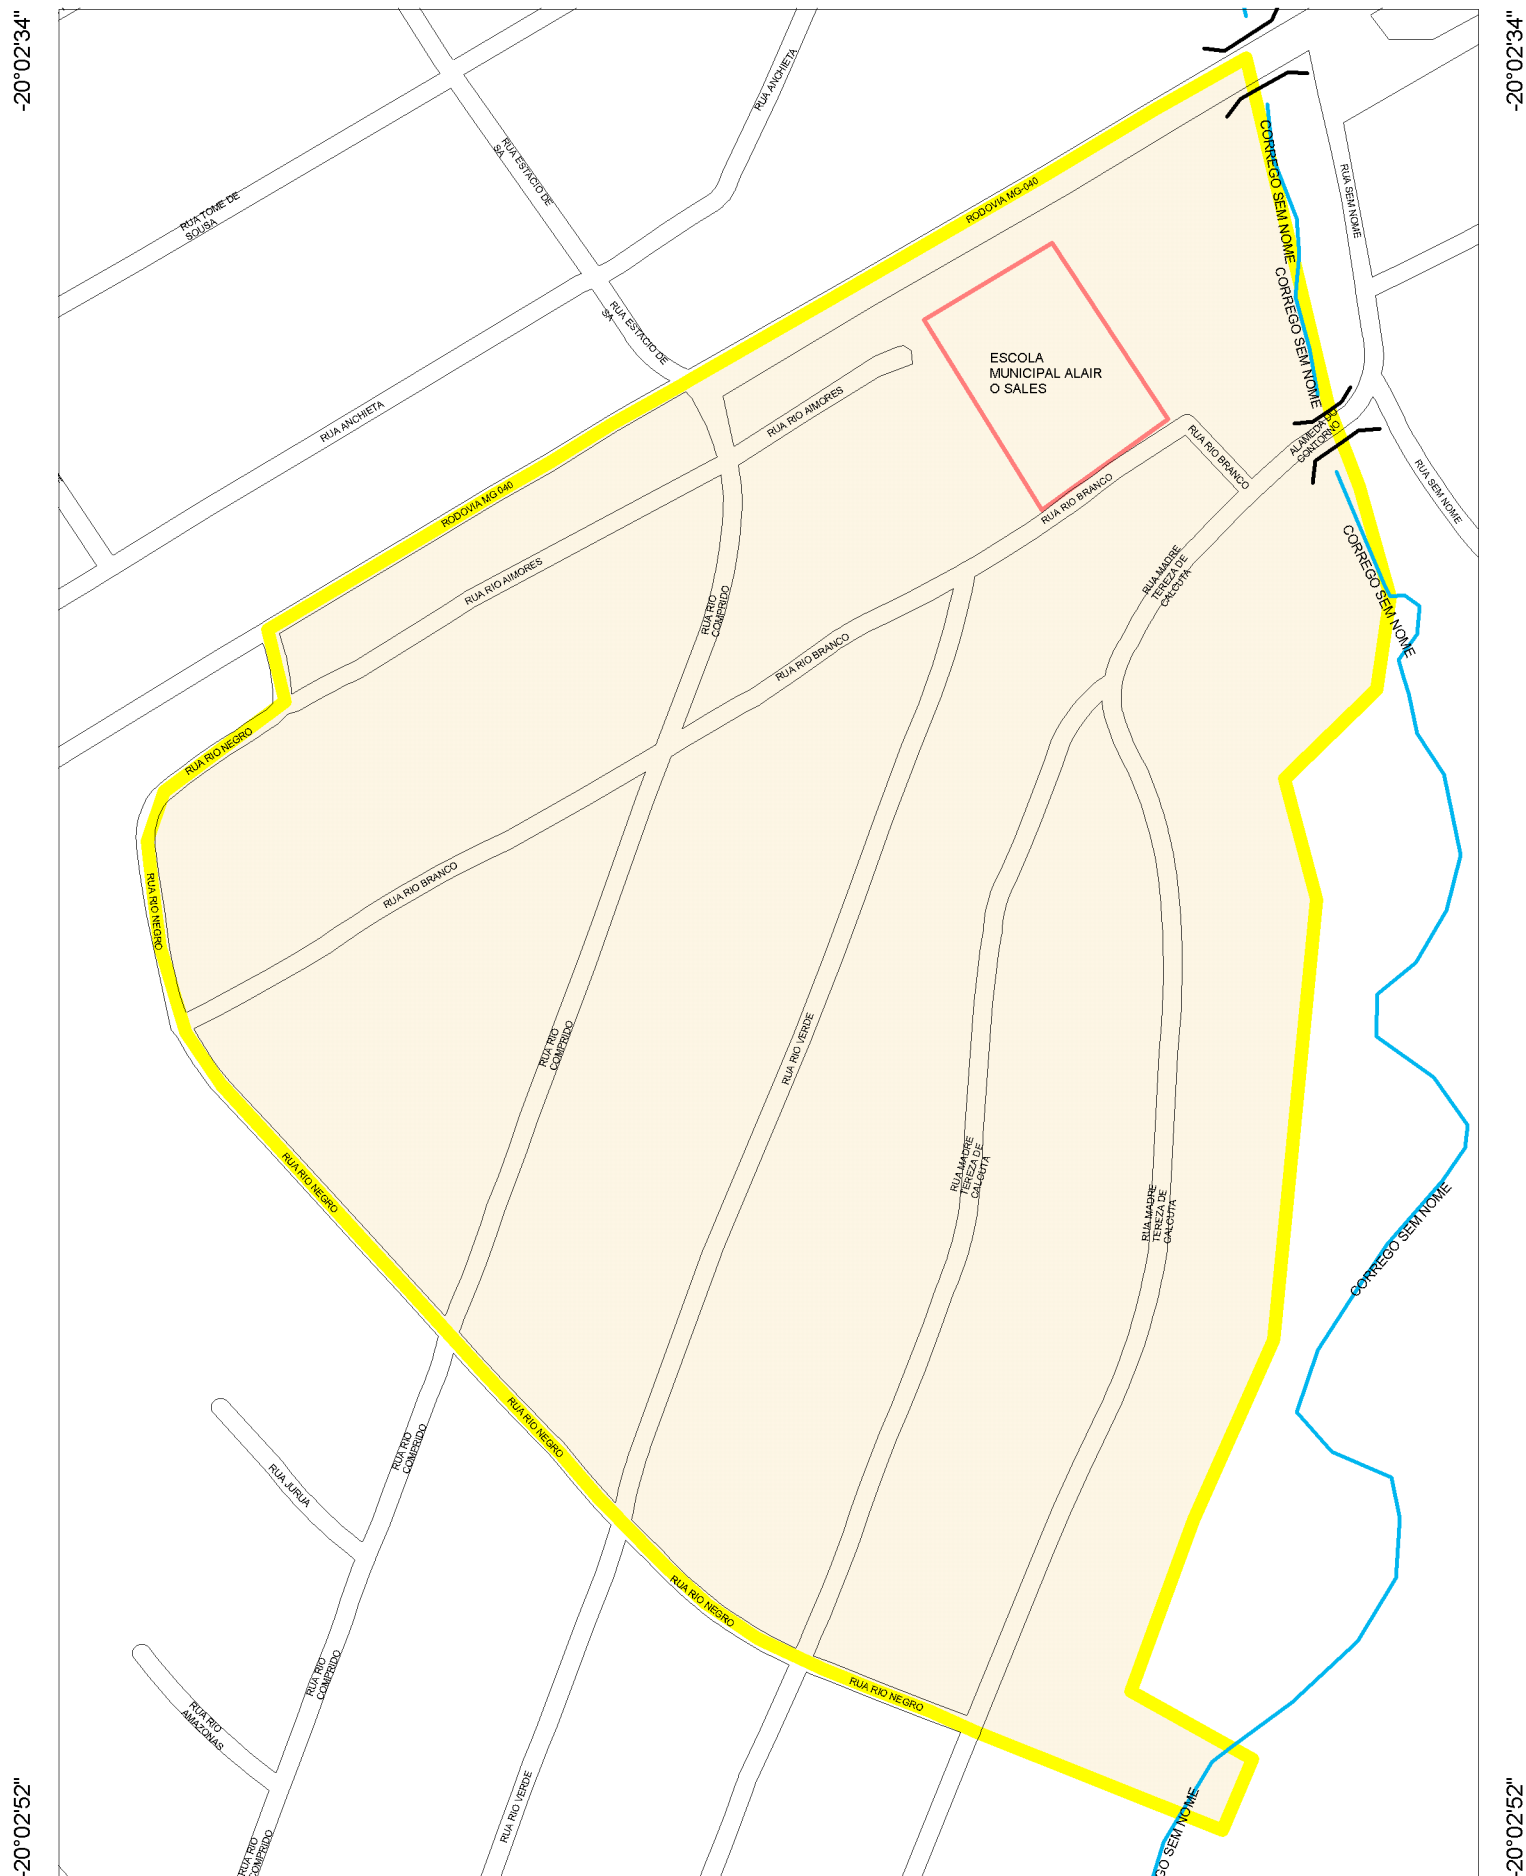 -20°02'34"
-20°02'34"
RUA ANCHIETA
RUA ESTACIO DE
SA
CORREGO SEM NOME
RUA SEM NOME
RUA TOME DE
SOUSA
RODOVIA MG-040
CORREGO SEM NOME
RUA ESTACIO DE
SA
ESCOLA
MUNICIPAL ALAIR
O SALES
RUA RIO AIMORES
RUA ANCHIETA
RUA RIO BRANCO
ALAMEDA DO
CONTORNO
RUA SEM NOME
RODOVIA MG 040
RUA RIO BRANCO
CORREGO SEM NOME
RUA RIO AIMORES
RUA MADRE
TEREZA DE
CALCUTA
RUA RIO
COMPRIDO
RUA RIO BRANCO
RUA RIO NEGRO
RUA RIO BRANCO
RUA RIO NEGRO
RUA RIO
COMPRIDO
RUA RIO VERDE
RUA RIO NEGRO
RUA MADRE
TEREZA DE
CALCUTA
RUA MADRE
TEREZA DE
CALCUTA
CORREGO SEM NOME
RUA RIO NEGRO
RUA RIO
COMPRIDO
RUA JURUA
RUA RIO NEGRO
RUA RIO
COMPRIDO
RUA RIO NEGRO
RUA RIO
AMAZONAS
RUA RIO VERDE
GO SEM NOME
RUA RIO
COMPRIDO
-20°02'52"
-20°02'52"